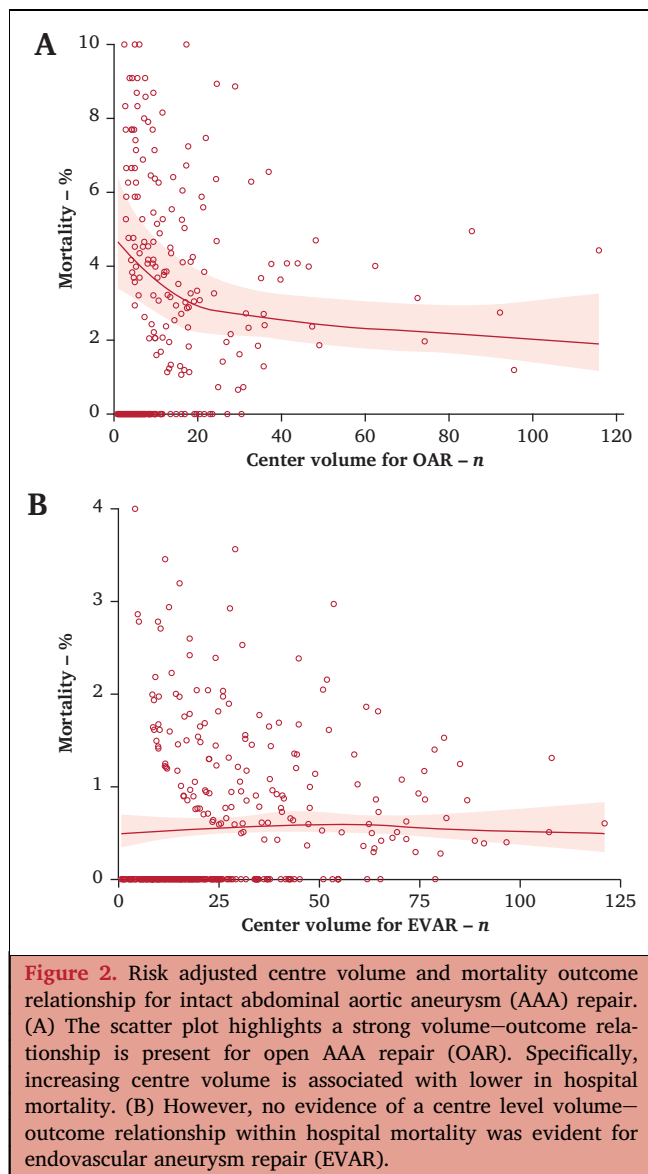 A
10
8
6
4
2
0
Mortality – %
0 20 40 60 80 100 120
Center volume for OAR – n
B
4
3
2
1
0
Mortality – %
0 25 50 75 100 125
Center volume for EVAR – n
Figure 2. Risk adjusted centre volume and mortality outcome
relationship for intact abdominal aortic aneurysm (AAA) repair.
(A) The scatter plot highlights a strong volume–outcome rela-
tionship is present for open AAA repair (OAR). Specifically,
increasing centre volume is associated with lower in hospital
mortality. (B) However, no evidence of a centre level volume–
outcome relationship within hospital mortality was evident for
endovascular aneurysm repair (EVAR).